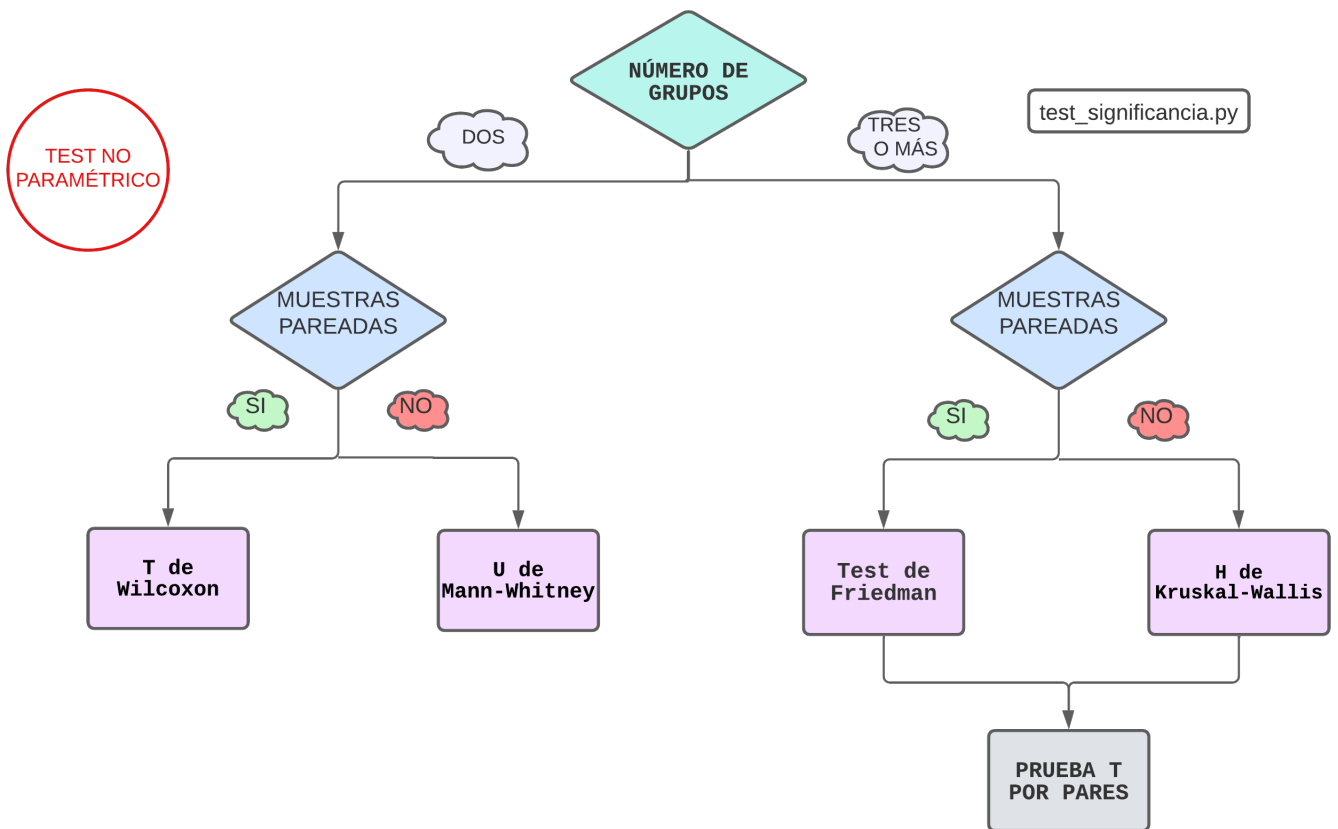 NÚMERO DE
GRUPOS
test_significancia.py
DOS
TRES
O MÁS
TEST NO
PARAMÉTRICO
MUESTRAS
PAREADAS
MUESTRAS
PAREADAS
SI
NO
SI
NO
T de
Wilcoxon
U de
Mann-Whitney
Test de
Friedman
H de
Kruskal-Wallis
PRUEBA T
POR PARES